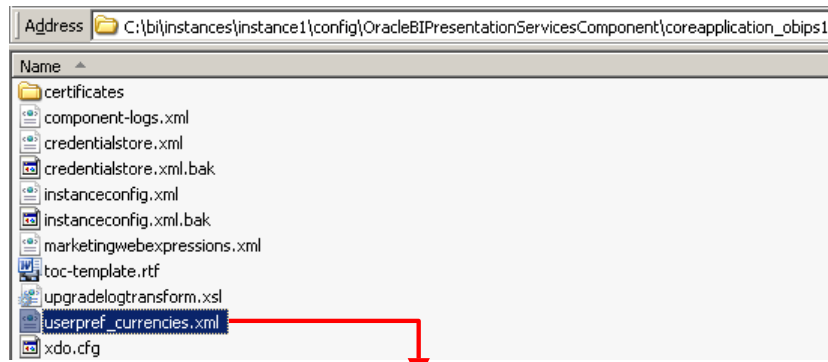 Address C:\bi\instances\instance1\config\OracleBIPresentationServicesComponent\coreapplication_obips1
Name
certificates
component-logs.xml
credentialstore.xml
credentialstore.xml.bak
instanceconfig.xml
instanceconfig.xml.bak
marketingwebexpressions.xml
toc-template.rtf
upgradelogtransform.xsl
userpref_currencies.xml
xdo.cfg